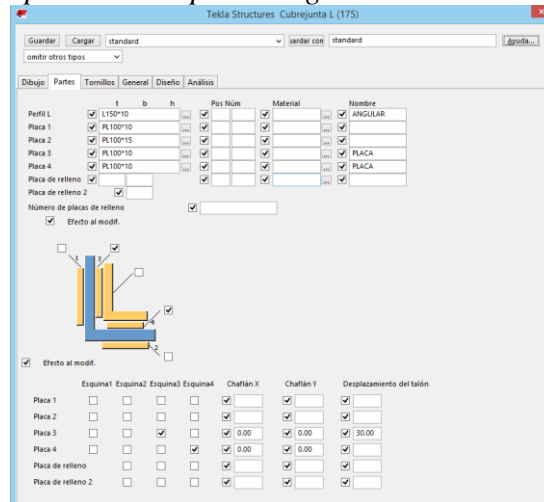 Tekla Structures Cubrejunta L (175)
Guardar Cargar standard standard Ayuda...
omitir otros tipos
Dibujo Partes Tornillos General Diseño Análisis
t b h Pos Núm Material Nombre
Perfil L L150*10 ... ... ANGULAR
Placa 1 PL100*10 ... ...
Placa 2 PL100*15 ... ...
Placa 3 PL100*10 ... ... PLACA
Placa 4 PL100*10 ... ... PLACA
Placa de relleno ...
Placa de relleno 2
Número de placas de relleno
Efecto al modif.
1 3
4
2
Efecto al modif.
Esquina1 Esquina2 Esquina3 Esquina4 Chaflán X Chaflán Y Desplazamiento del talón
Placa 1
Placa 2
Placa 3 0.00 0.00 30.00
Placa 4 0.00 0.00
Placa de relleno
Placa de relleno 2